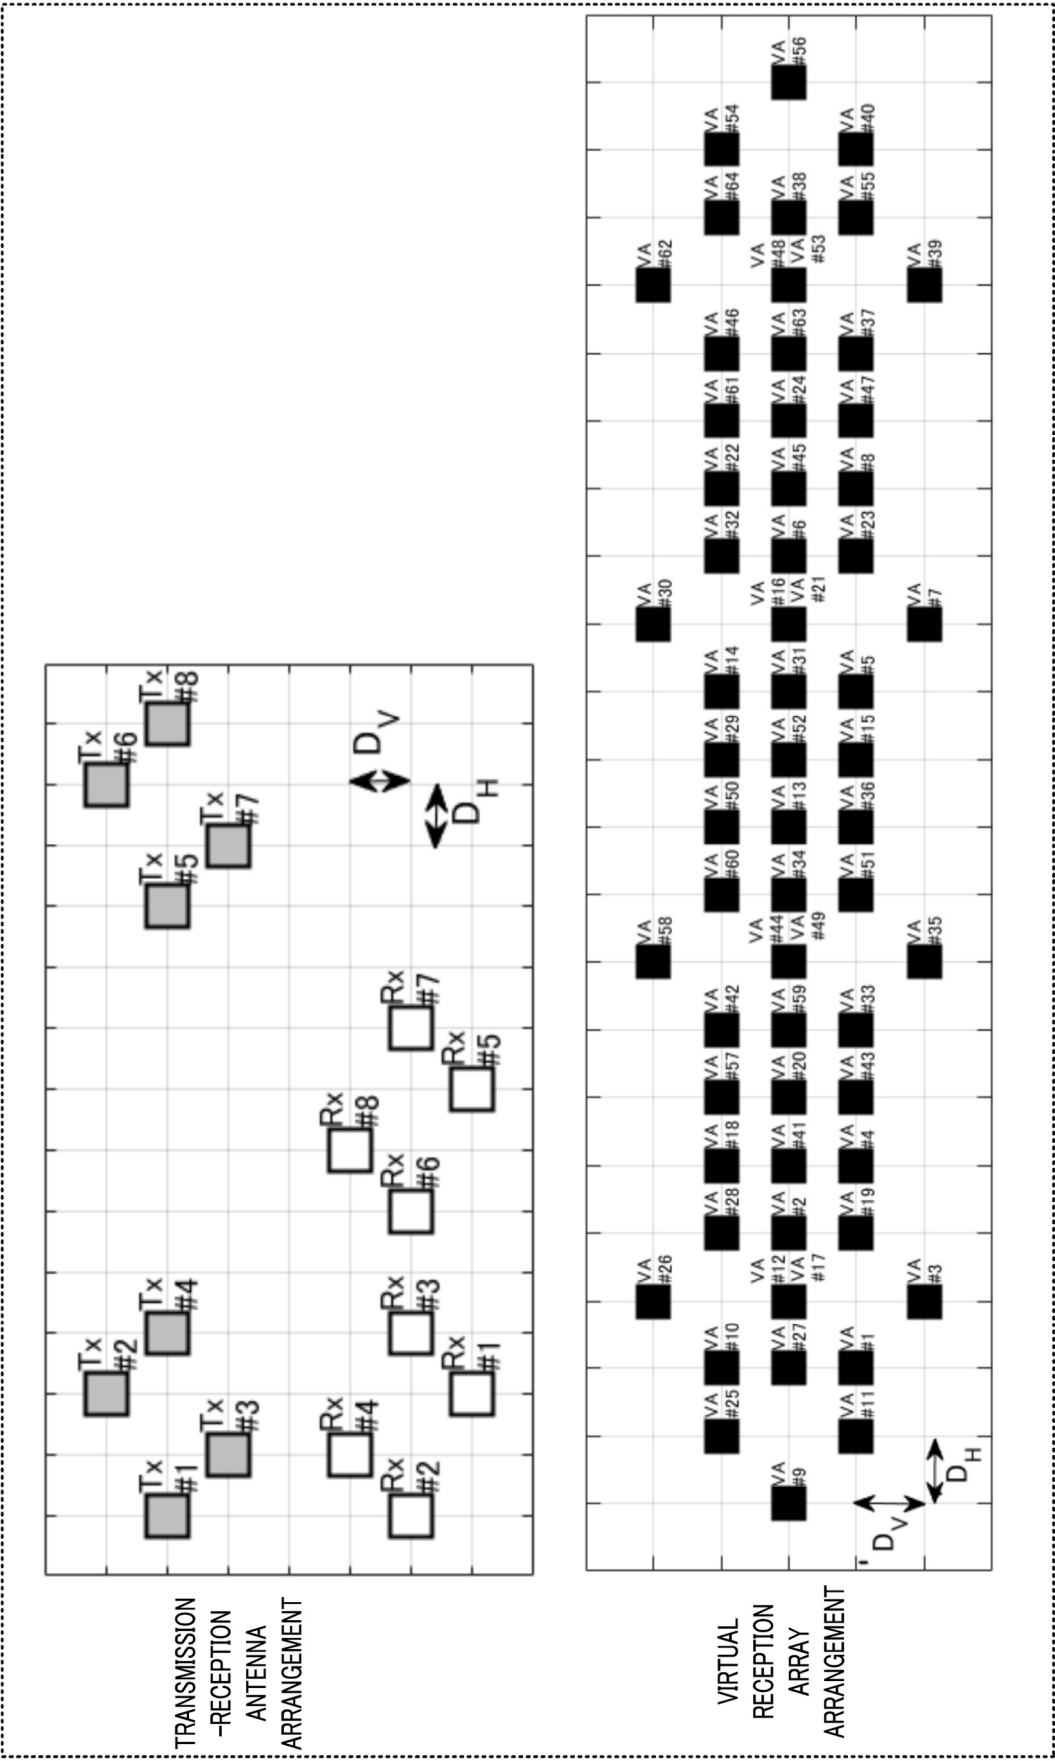 TRANSMISSION
-RECEPTION
ANTENNA
ARRANGEMENT
Tx
#2
Tx
#6
Tx
#1
Tx
#4
Tx
#5
Tx
#8
Tx
#3
Tx
#7
Rx
#4
Rx
#8
DV
Rx
#2
Rx
#3
Rx
#6
Rx
#7
Rx
#1
Rx
#5
DH
VIRTUAL
RECEPTION
ARRAY
ARRANGEMENT
VA
#26
VA
#58
VA
#30
VA
#62
VA
#25
VA
#10
VA
#28
VA
#18
VA
#57
VA
#42
VA
#60
VA
#50
VA
#29
VA
#14
VA
#32
VA
#22
VA
#61
VA
#46
VA
#64
VA
#54
VA
#9
VA
#27
VA
#12
VA
#17
VA
#2
VA
#41
VA
#20
VA
#59
VA
#44
VA
#49
VA
#34
VA
#13
VA
#52
VA
#31
VA
#16
VA
#21
VA
#6
VA
#45
VA
#24
VA
#63
VA
#48
VA
#53
VA
#38
VA
#56
VA
#11
VA
#1
VA
#19
VA
#4
VA
#43
VA
#33
VA
#51
VA
#36
VA
#15
VA
#5
VA
#23
VA
#8
VA
#47
VA
#37
VA
#55
VA
#40
DV
VA
#3
VA
#35
VA
#7
VA
#39
DH